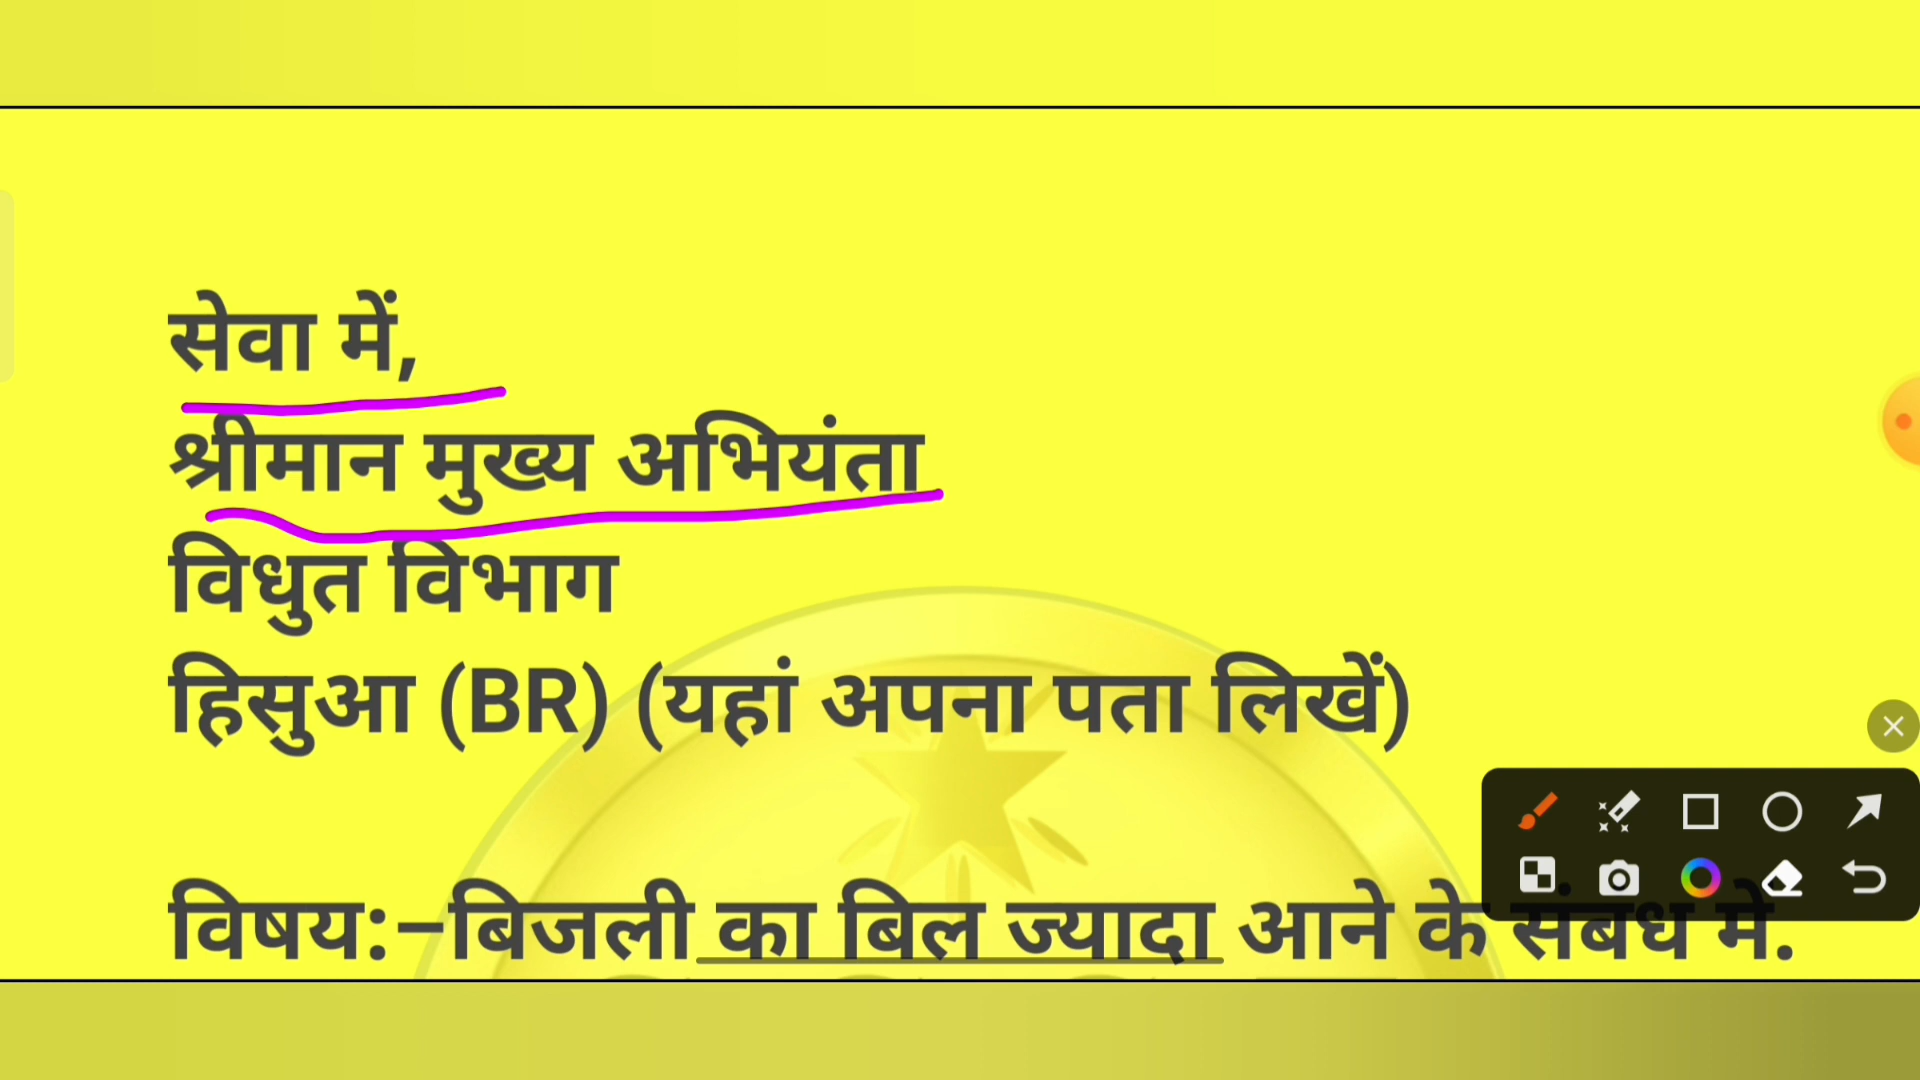 सेवा में,
श्रीमान मुख्य अभियंता
विधुत विभाग
हिसुआ (BR) (यहां अपना पता लिखें)
विषय:–बिजली का बिल ज्यादा आने के संबंध में.